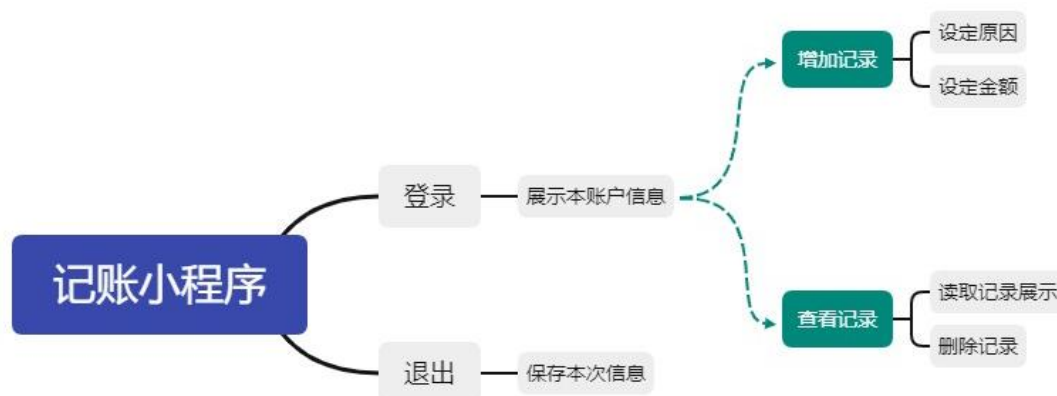 记账小程序
登录
展示本账户信息
增加记录
设定原因
设定金额
查看记录
读取记录展示
删除记录
退出
保存本次信息